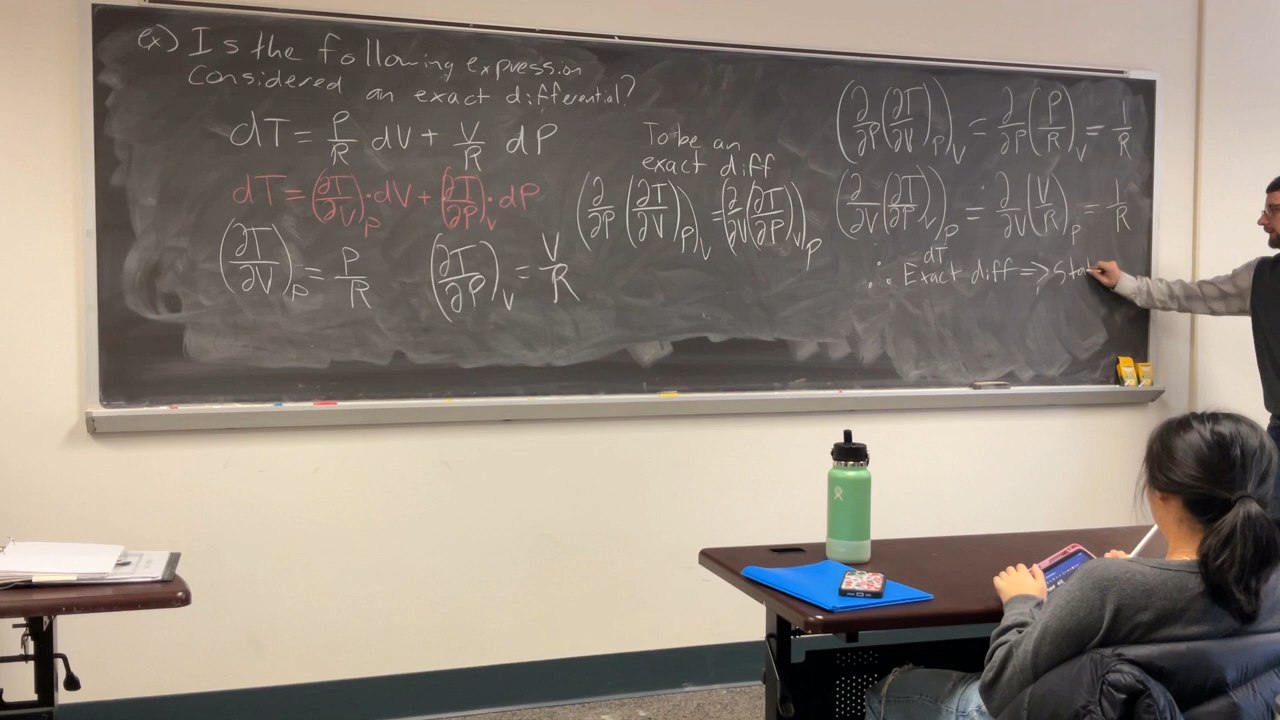 ex) Is the following expression
considered an exact differential?
dT = P/R dV + V/R dP
dT = (∂T/∂V)_P · dV + (∂T/∂P)_V · dP
(∂T/∂V)_P = P/R (∂T/∂P)_V = V/R
To be an
exact diff
(∂/∂P (∂T/∂V)_P)_V = (∂/∂V (∂T/∂P)_V)_P
(∂/∂P (∂T/∂V)_P)_V = ∂/∂P (P/R)_V = 1/R
(∂/∂V (∂T/∂P)_V)_P = ∂/∂V (V/R)_P = 1/R
dT
∴ Exact diff => Sta